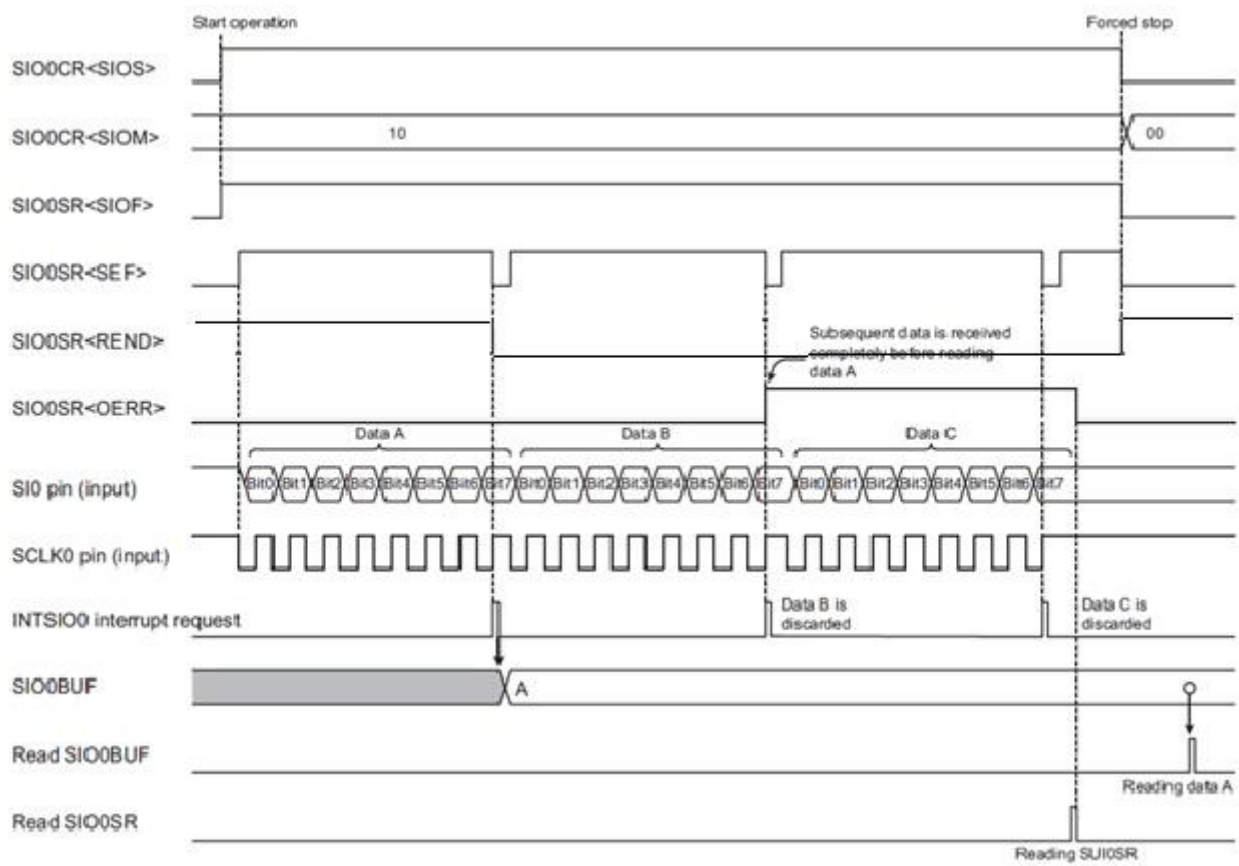 Start operation
Forced stop
SIO0CR<SIOS>
SIO0CR<SIOM>
10
00
SIO0SR<SIOF>
SIO0SR<SEF>
SIO0SR<REND>
Subsequent data is received
completely before reading
data A
SIO0SR<OERR>
Data A
Data B
Data C
SI0 pin (input)
Bit0 Bit1 Bit2 Bit3 Bit4 Bit5 Bit6 Bit7 Bit0 Bit1 Bit2 Bit3 Bit4 Bit5 Bit6 Bit7 Bit0 Bit1 Bit2 Bit3 Bit4 Bit5 Bit6 Bit7
SCLK0 pin (input)
INTSIO0 interrupt request
Data B is
discarded
Data C is
discarded
SIO0BUF
A
Read SIO0BUF
Reading data A
Read SIO0SR
Reading SUI0SR